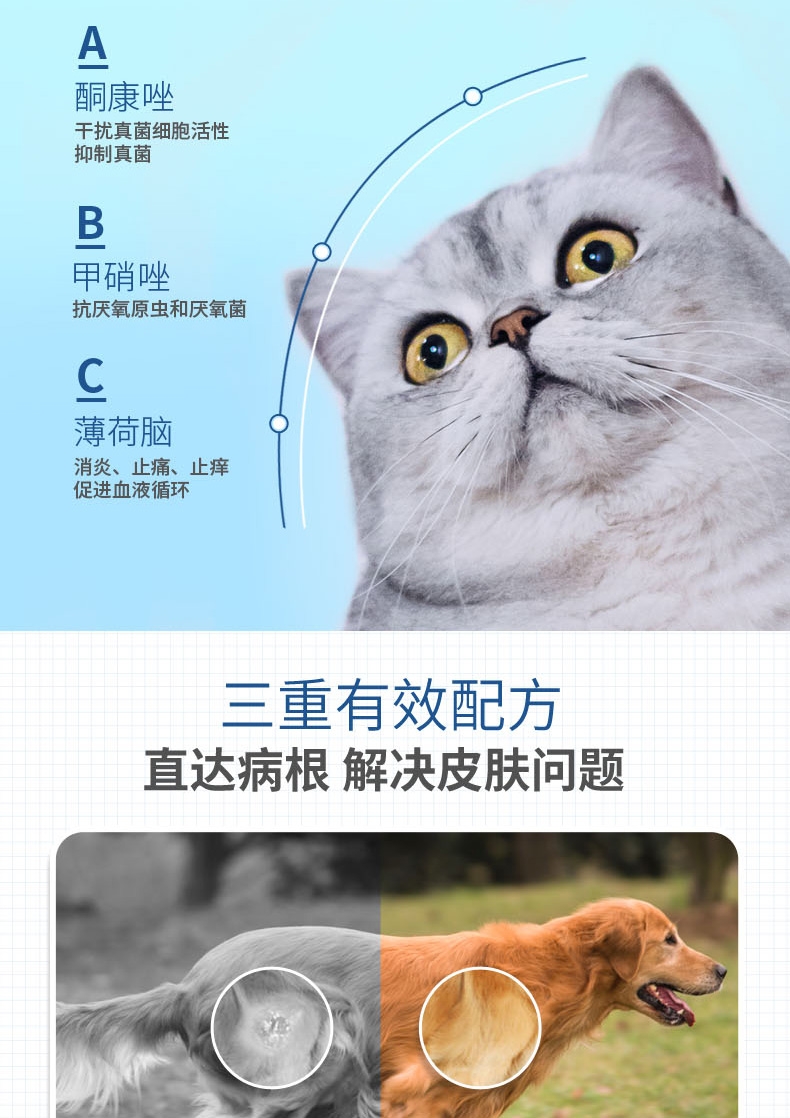 A
酮康唑
干扰真菌细胞活性
抑制真菌
B
甲硝唑
抗厌氧原虫和厌氧菌
C
薄荷脑
消炎、止痛、止痒
促进血液循环
三重有效配方
直达病根 解决皮肤问题